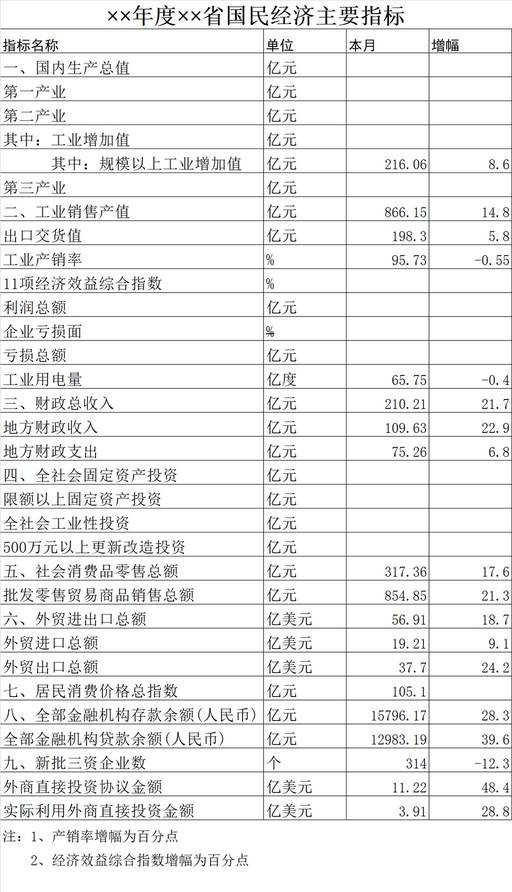 ××年度××省国民经济主要指标
指标名称 单位 本月 增幅
一、国内生产总值 亿元
第一产业 亿元
第二产业 亿元
其中：工业增加值 亿元
其中：规模以上工业增加值 亿元 216.06 8.6
第三产业 亿元
二、工业销售产值 亿元 866.15 14.8
出口交货值 亿元 198.3 5.8
工业产销率 % 95.73 -0.55
11项经济效益综合指数 %
利润总额 亿元
企业亏损面 %
亏损总额 亿元
工业用电量 亿度 65.75 -0.4
三、财政总收入 亿元 210.21 21.7
地方财政收入 亿元 109.63 22.9
地方财政支出 亿元 75.26 6.8
四、全社会固定资产投资 亿元
限额以上固定资产投资 亿元
全社会工业性投资 亿元
500万元以上更新改造投资 亿元
五、社会消费品零售总额 亿元 317.36 17.6
批发零售贸易商品销售总额 亿元 854.85 21.3
六、外贸进出口总额 亿美元 56.91 18.7
外贸进口总额 亿美元 19.21 9.1
外贸出口总额 亿美元 37.7 24.2
七、居民消费价格总指数 亿元 105.1
八、全部金融机构存款余额(人民币) 亿元 15796.17 28.3
全部金融机构贷款余额(人民币) 亿元 12983.19 39.6
九、新批三资企业数 个 314 -12.3
外商直接投资协议金额 亿美元 11.22 48.4
实际利用外商直接投资金额 亿美元 3.91 28.8
注：1、产销率增幅为百分点
2、经济效益综合指数增幅为百分点